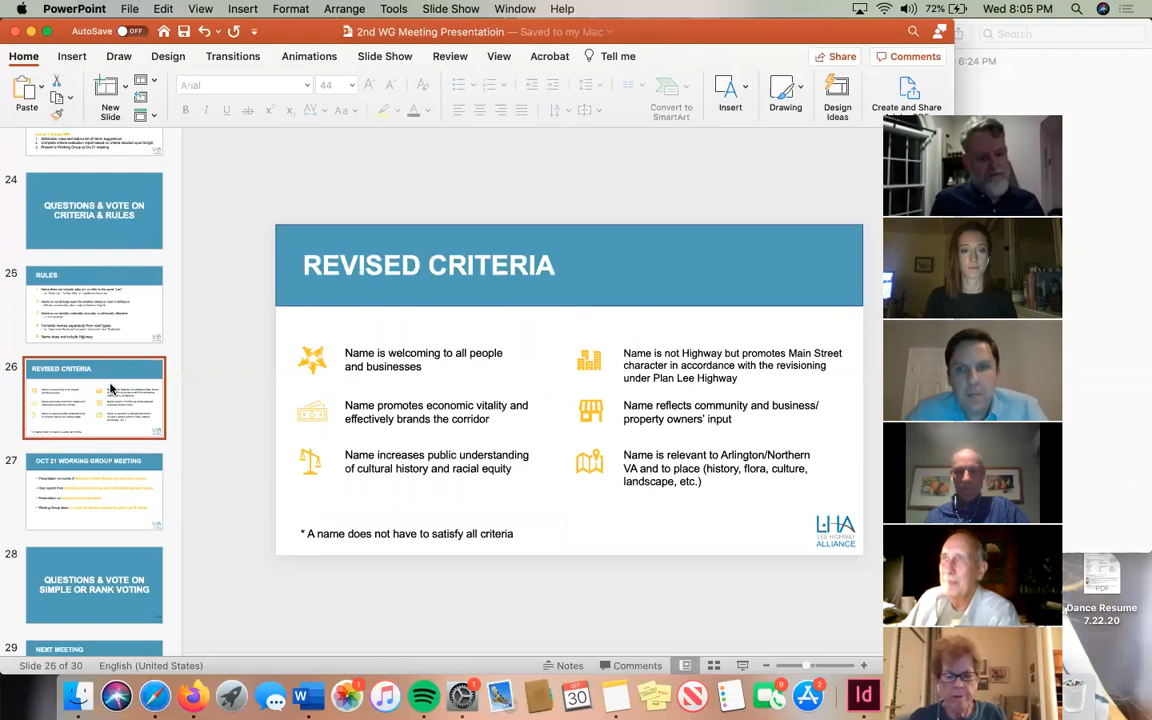 PowerPoint File Edit View Insert Format Arrange Tools Slide Show Window Help 72% Wed 8:05 PM
AutoSave OFF 2nd WG Meeting Presentatioin — Saved to my Mac
Search
Home Insert Draw Design Transitions Animations Slide Show Review View Acrobat Tell me Share Comments
6:24 PM
Arial 44
Paste New Slide B I U ab X Aa A Convert to SmartArt Insert Drawing Design Ideas Create and Share
24
QUESTIONS & VOTE ON
CRITERIA & RULES
25
RULES
26
REVISED CRITERIA
27
OCT 21 WORKING GROUP MEETING
28
QUESTIONS & VOTE ON
SIMPLE OR RANK VOTING
29
NEXT MEETING
REVISED CRITERIA
Name is welcoming to all people
and businesses
Name promotes economic vitality and
effectively brands the corridor
Name increases public understanding
of cultural history and racial equity
Name is not Highway but promotes Main Street
character in accordance with the revisioning
under Plan Lee Highway
Name reflects community and business/
property owners' input
Name is relevant to Arlington/Northern
VA and to place (history, flora, culture,
landscape, etc.)
* A name does not have to satisfy all criteria
LHA
LEE HIGHWAY
ALLIANCE
PDF
Dance Resume
7.22.20
Slide 26 of 30 English (United States) Notes Comments
SEP
30
W
Id